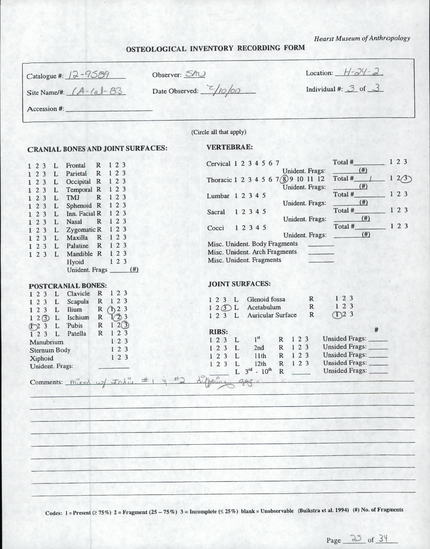 Hearst Museum of Anthropology
OSTEOLOGICAL INVENTORY RECORDING FORM
Catalogue #: 12-9589 Observer: SAW Location: H-24-2
Site Name/#: CA-Col-B3 Date Observed: 2/10/00 Individual #: 3 of 3
Accession #:
(Circle all that apply)
CRANIAL BONES AND JOINT SURFACES:
1 2 3 L Frontal R 1 2 3
1 2 3 L Parietal R 1 2 3
1 2 3 L Occipital R 1 2 3
1 2 3 L Temporal R 1 2 3
1 2 3 L TMJ R 1 2 3
1 2 3 L Sphenoid R 1 2 3
1 2 3 L Inn. Facial R 1 2 3
1 2 3 L Nasal R 1 2 3
1 2 3 L Zygomatic R 1 2 3
1 2 3 L Maxilla R 1 2 3
1 2 3 L Palatine R 1 2 3
1 2 3 L Mandible R 1 2 3
Hyoid 1 2 3
Unident. Frags (#)
VERTEBRAE:
Cervical 1 2 3 4 5 6 7 Total # 1 2 3
Unident. Frags: (#)
Thoracic 1 2 3 4 5 6 7 8 9 10 11 12 Total # 1 1 2 3
Unident. Frags: (#)
Lumbar 1 2 3 4 5 Total # 1 2 3
Unident. Frags: (#)
Sacral 1 2 3 4 5 Total # 1 2 3
Unident. Frags: (#)
Cocci 1 2 3 4 5 Total # 1 2 3
Unident. Frags: (#)
Misc. Unident. Body Fragments
Misc. Unident. Arch Fragments
Misc. Unident. Fragments
POSTCRANIAL BONES:
1 2 3 L Clavicle R 1 2 3
1 2 3 L Scapula R 1 2 3
1 2 3 L Ilium R 1 2 3
1 2 3 L Ischium R 1 2 3
1 2 3 L Pubis R 1 2 3
1 2 3 L Patella R 1 2 3
Manubrium 1 2 3
Sternum Body 1 2 3
Xiphoid 1 2 3
Unident. Frags:
JOINT SURFACES:
1 2 3 L Glenoid fossa R 1 2 3
1 2 3 L Acetabulum R 1 2 3
1 2 3 L Auricular Surface R 1 2 3
RIBS: #
1 2 3 L 1st R 1 2 3 Unsided Frags:
1 2 3 L 2nd R 1 2 3 Unsided Frags:
1 2 3 L 11th R 1 2 3 Unsided Frags:
1 2 3 L 12th R 1 2 3 Unsided Frags:
L 3rd - 10th R Unsided Frags:
Comments: mixed w/ Indiv. #1 & #2 differing age.
Codes: 1 = Present (≥ 75%) 2 = Fragment (25 - 75%) 3 = Incomplete (≤ 25%) blank = Unobservable (Buikstra et al. 1994) (#) No. of Fragments
Page 25 of 34